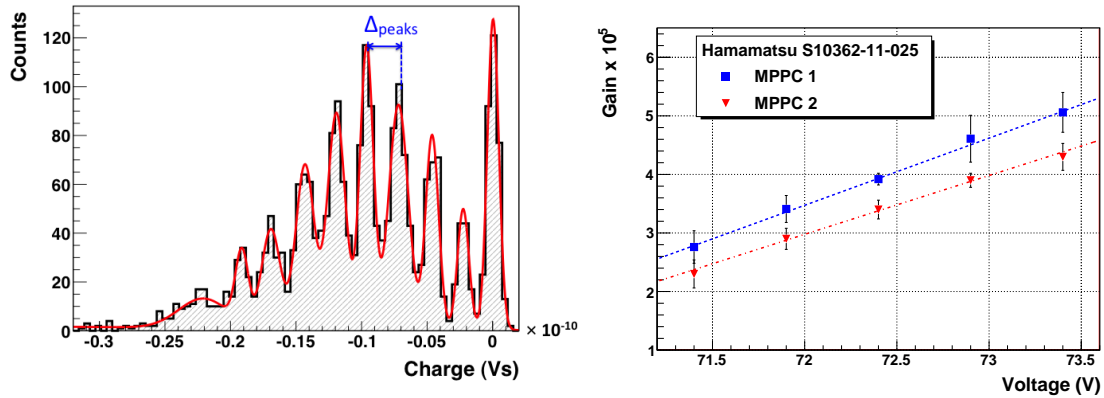 Counts
120
100
80
60
40
20
0
Δpeaks
-0.3 -0.2 -0.1 0
-0.25 -0.15 -0.05
× 10-10
Charge (Vs)
Gain x 105
6
5
4
3
2
1
Hamamatsu S10362-11-025
MPPC 1
MPPC 2
71.5 72 72.5 73 73.5
Voltage (V)